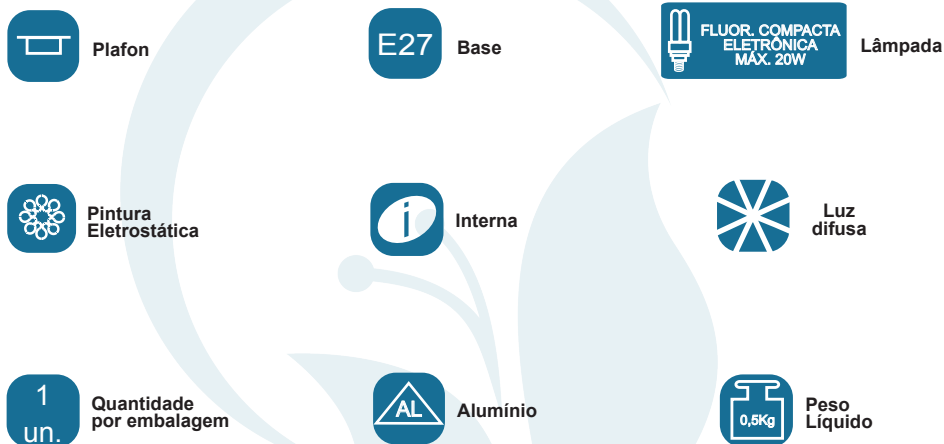 Plafon
E27
Base
FLUOR. COMPACTA
ELETRÔNICA
MÁX. 20W
Lâmpada
Pintura
Eletrostática
i
Interna
Luz
difusa
1
un.
Quantidade
por embalagem
AL
Alumínio
0,5Kg
Peso
Líquido